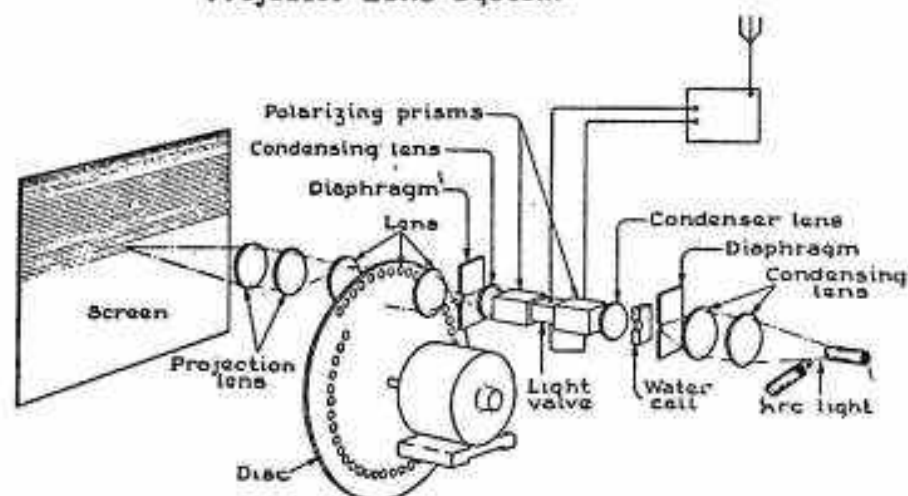 Polarizing prisms
Condensing lens
Diaphragm
Lens
Condenser lens
Diaphragm
Condensing
lens
Screen
Projection
lens
Light
valve
Water
cell
Arc light
Disc